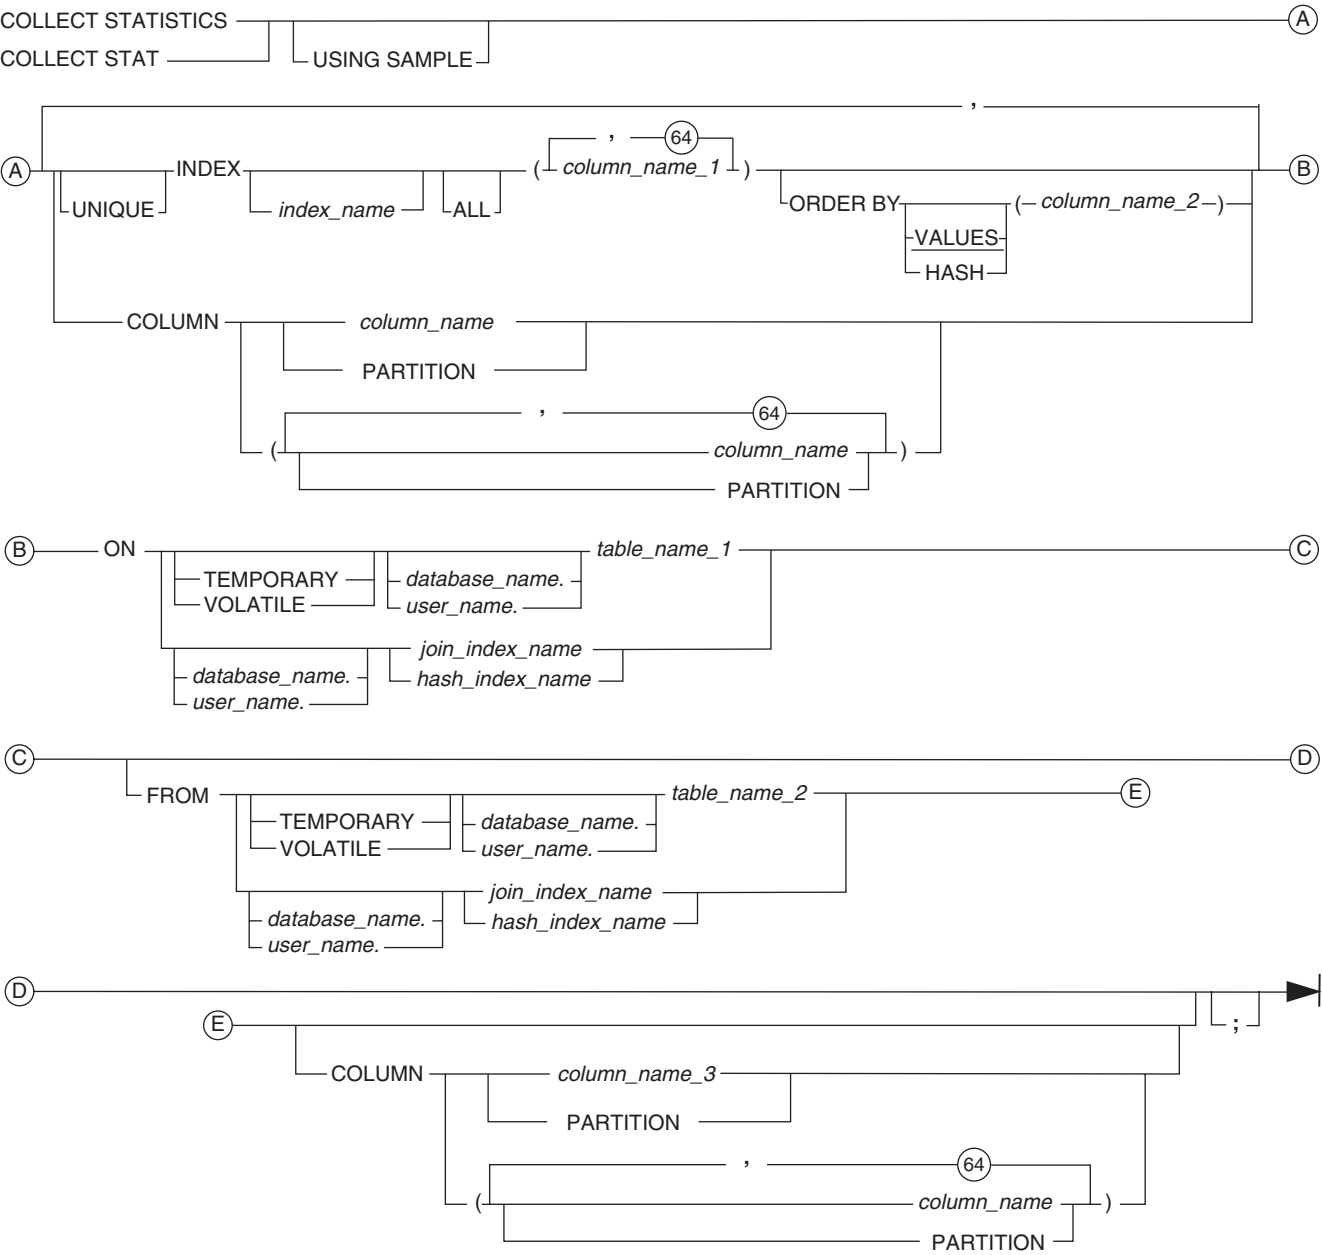 COLLECT STATISTICS A
COLLECT STAT USING SAMPLE
,
, 64
A INDEX ( column_name_1 ) B
UNIQUE index_name ALL ORDER BY ( column_name_2 )
VALUES
HASH
COLUMN column_name
PARTITION
, 64
( column_name )
PARTITION
B ON table_name_1 C
TEMPORARY database_name.
VOLATILE user_name.
join_index_name
database_name. hash_index_name
user_name.
C D
FROM table_name_2 E
TEMPORARY database_name.
VOLATILE user_name.
join_index_name
database_name. hash_index_name
user_name.
D
E ;
COLUMN column_name_3
PARTITION
, 64
( column_name )
PARTITION